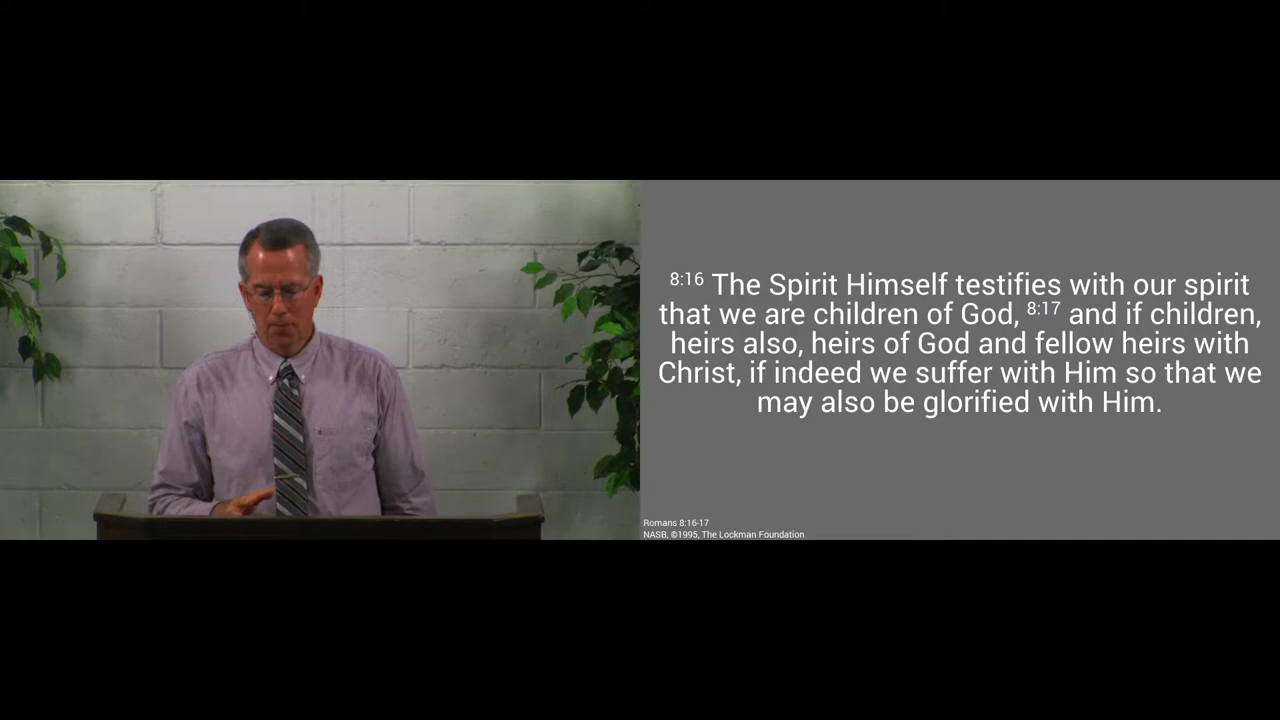 8:16 The Spirit Himself testifies with our spirit
that we are children of God, 8:17 and if children,
heirs also, heirs of God and fellow heirs with
Christ, if indeed we suffer with Him so that we
may also be glorified with Him.
Romans 8:16-17
NASB, ©1995, The Lockman Foundation